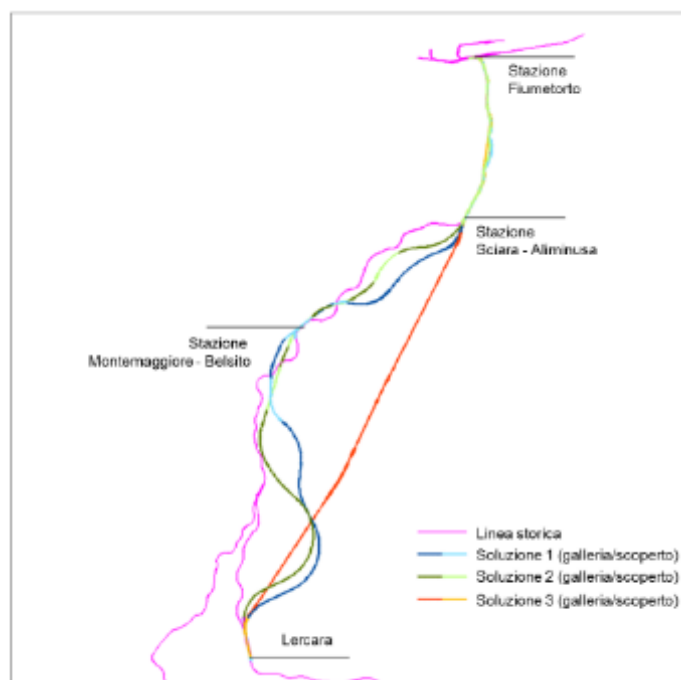 Stazione
Fiumetorto
Stazione
Sciara - Aliminusa
Stazione
Montemaggiore - Belsito
Linea storica
Soluzione 1 (galleria/scoperto)
Soluzione 2 (galleria/scoperto)
Soluzione 3 (galleria/scoperto)
Lercara